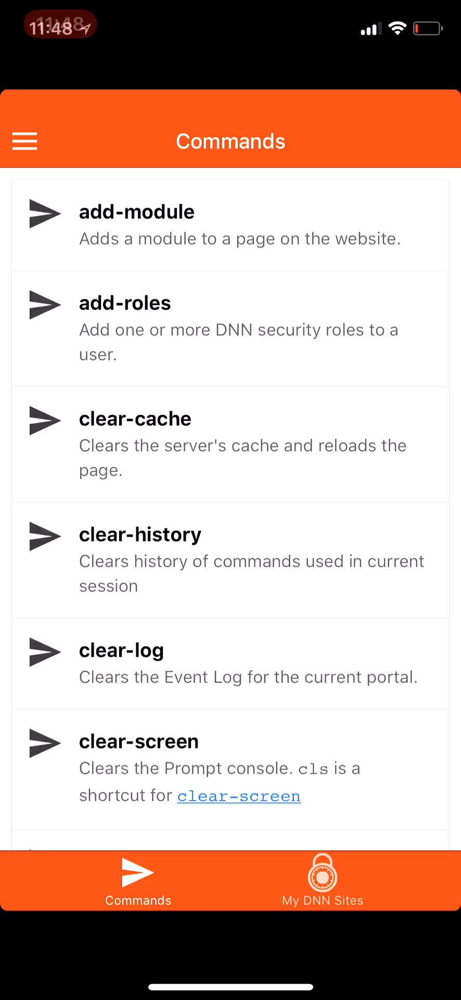 11:48
Commands
add-module
Adds a module to a page on the website.
add-roles
Add one or more DNN security roles to a
user.
clear-cache
Clears the server's cache and reloads the
page.
clear-history
Clears history of commands used in current
session
clear-log
Clears the Event Log for the current portal.
clear-screen
Clears the Prompt console. cls is a
shortcut for clear-screen
Commands
My DNN Sites